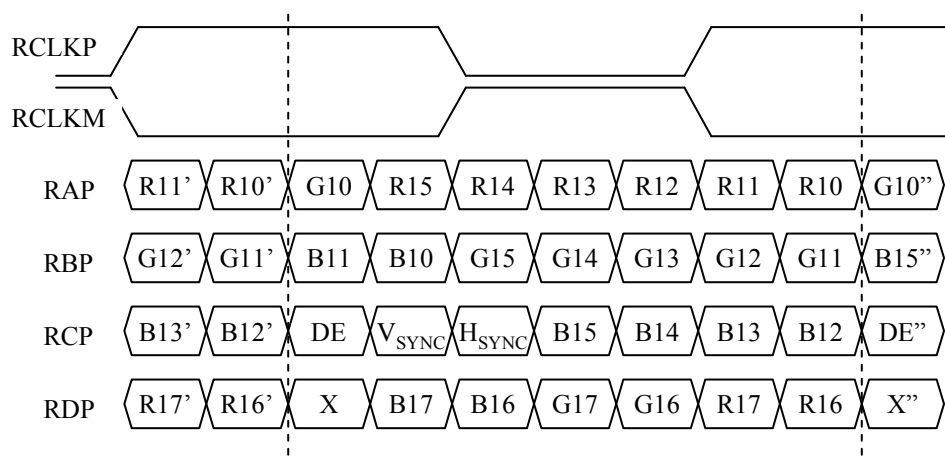 RCLKP
RCLKM
RAP R11’ R10’ G10 R15 R14 R13 R12 R11 R10 G10”
RBP G12’ G11’ B11 B10 G15 G14 G13 G12 G11 B15”
RCP B13’ B12’ DE VSYNC HSYNC B15 B14 B13 B12 DE”
RDP R17’ R16’ X B17 B16 G17 G16 R17 R16 X”